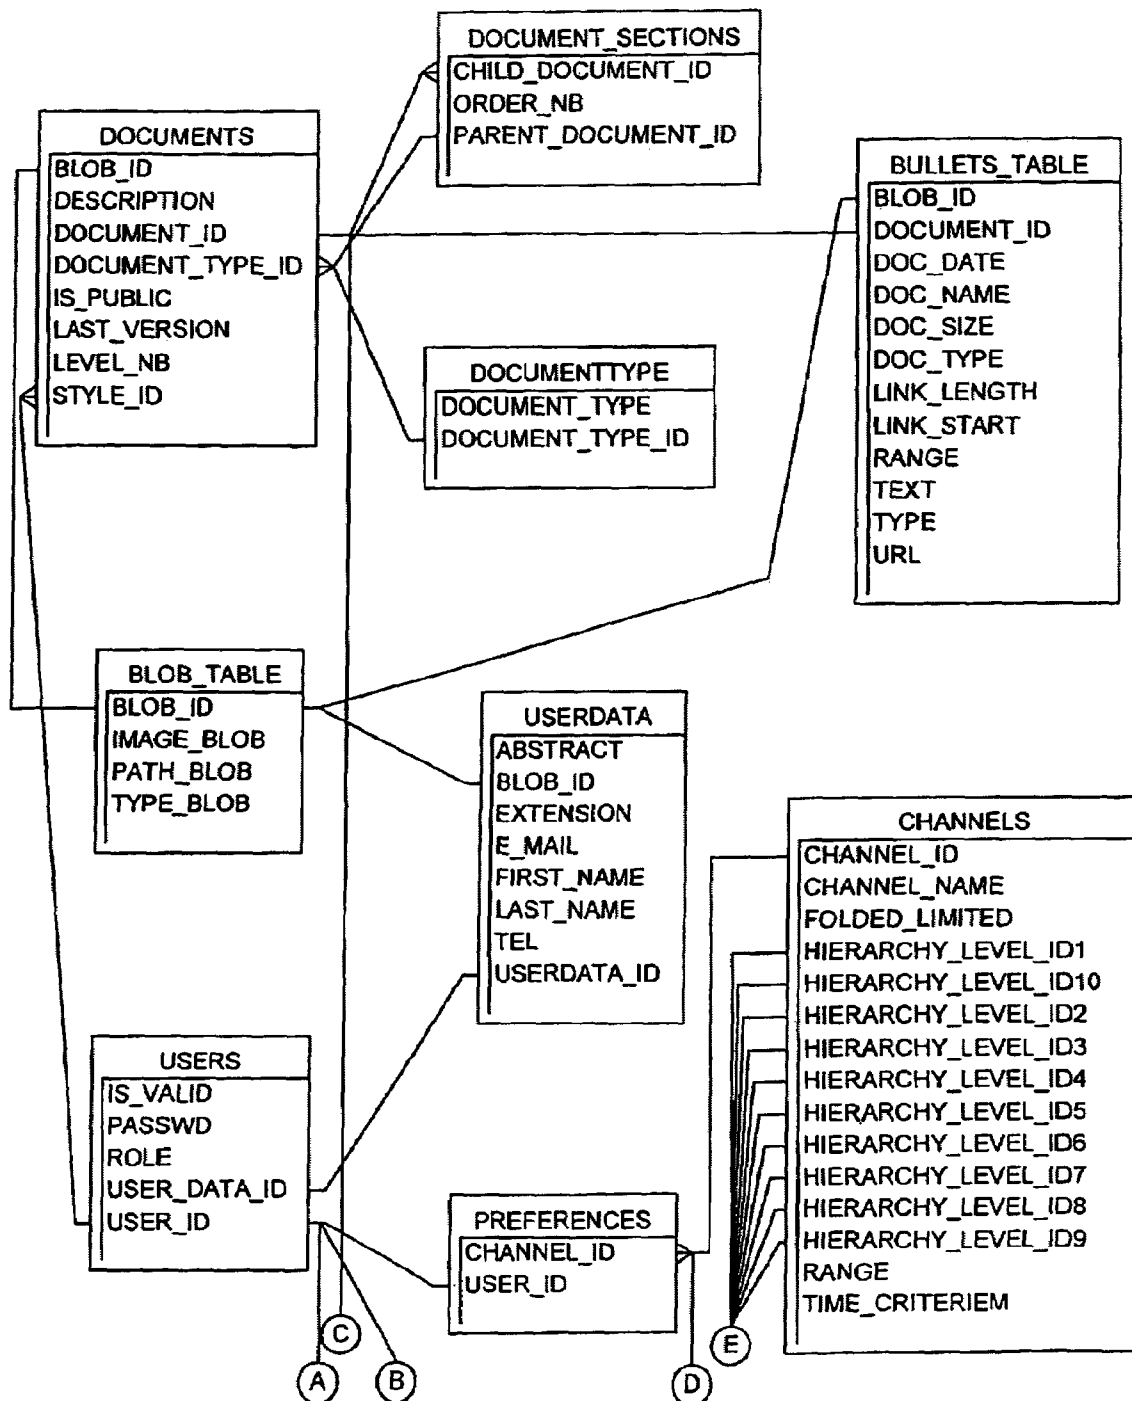 DOCUMENT_SECTIONS
CHILD_DOCUMENT_ID
ORDER_NB
PARENT_DOCUMENT_ID
DOCUMENTS
BLOB_ID
DESCRIPTION
DOCUMENT_ID
DOCUMENT_TYPE_ID
IS_PUBLIC
LAST_VERSION
LEVEL_NB
STYLE_ID
BULLETS_TABLE
BLOB_ID
DOCUMENT_ID
DOC_DATE
DOC_NAME
DOC_SIZE
DOC_TYPE
LINK_LENGTH
LINK_START
RANGE
TEXT
TYPE
URL
DOCUMENTTYPE
DOCUMENT_TYPE
DOCUMENT_TYPE_ID
BLOB_TABLE
BLOB_ID
IMAGE_BLOB
PATH_BLOB
TYPE_BLOB
USERDATA
ABSTRACT
BLOB_ID
EXTENSION
E_MAIL
FIRST_NAME
LAST_NAME
TEL
USERDATA_ID
CHANNELS
CHANNEL_ID
CHANNEL_NAME
FOLDED_LIMITED
HIERARCHY_LEVEL_ID1
HIERARCHY_LEVEL_ID10
HIERARCHY_LEVEL_ID2
HIERARCHY_LEVEL_ID3
HIERARCHY_LEVEL_ID4
HIERARCHY_LEVEL_ID5
HIERARCHY_LEVEL_ID6
HIERARCHY_LEVEL_ID7
HIERARCHY_LEVEL_ID8
HIERARCHY_LEVEL_ID9
RANGE
TIME_CRITERIEM
USERS
IS_VALID
PASSWD
ROLE
USER_DATA_ID
USER_ID
PREFERENCES
CHANNEL_ID
USER_ID
C
E
A
B
D